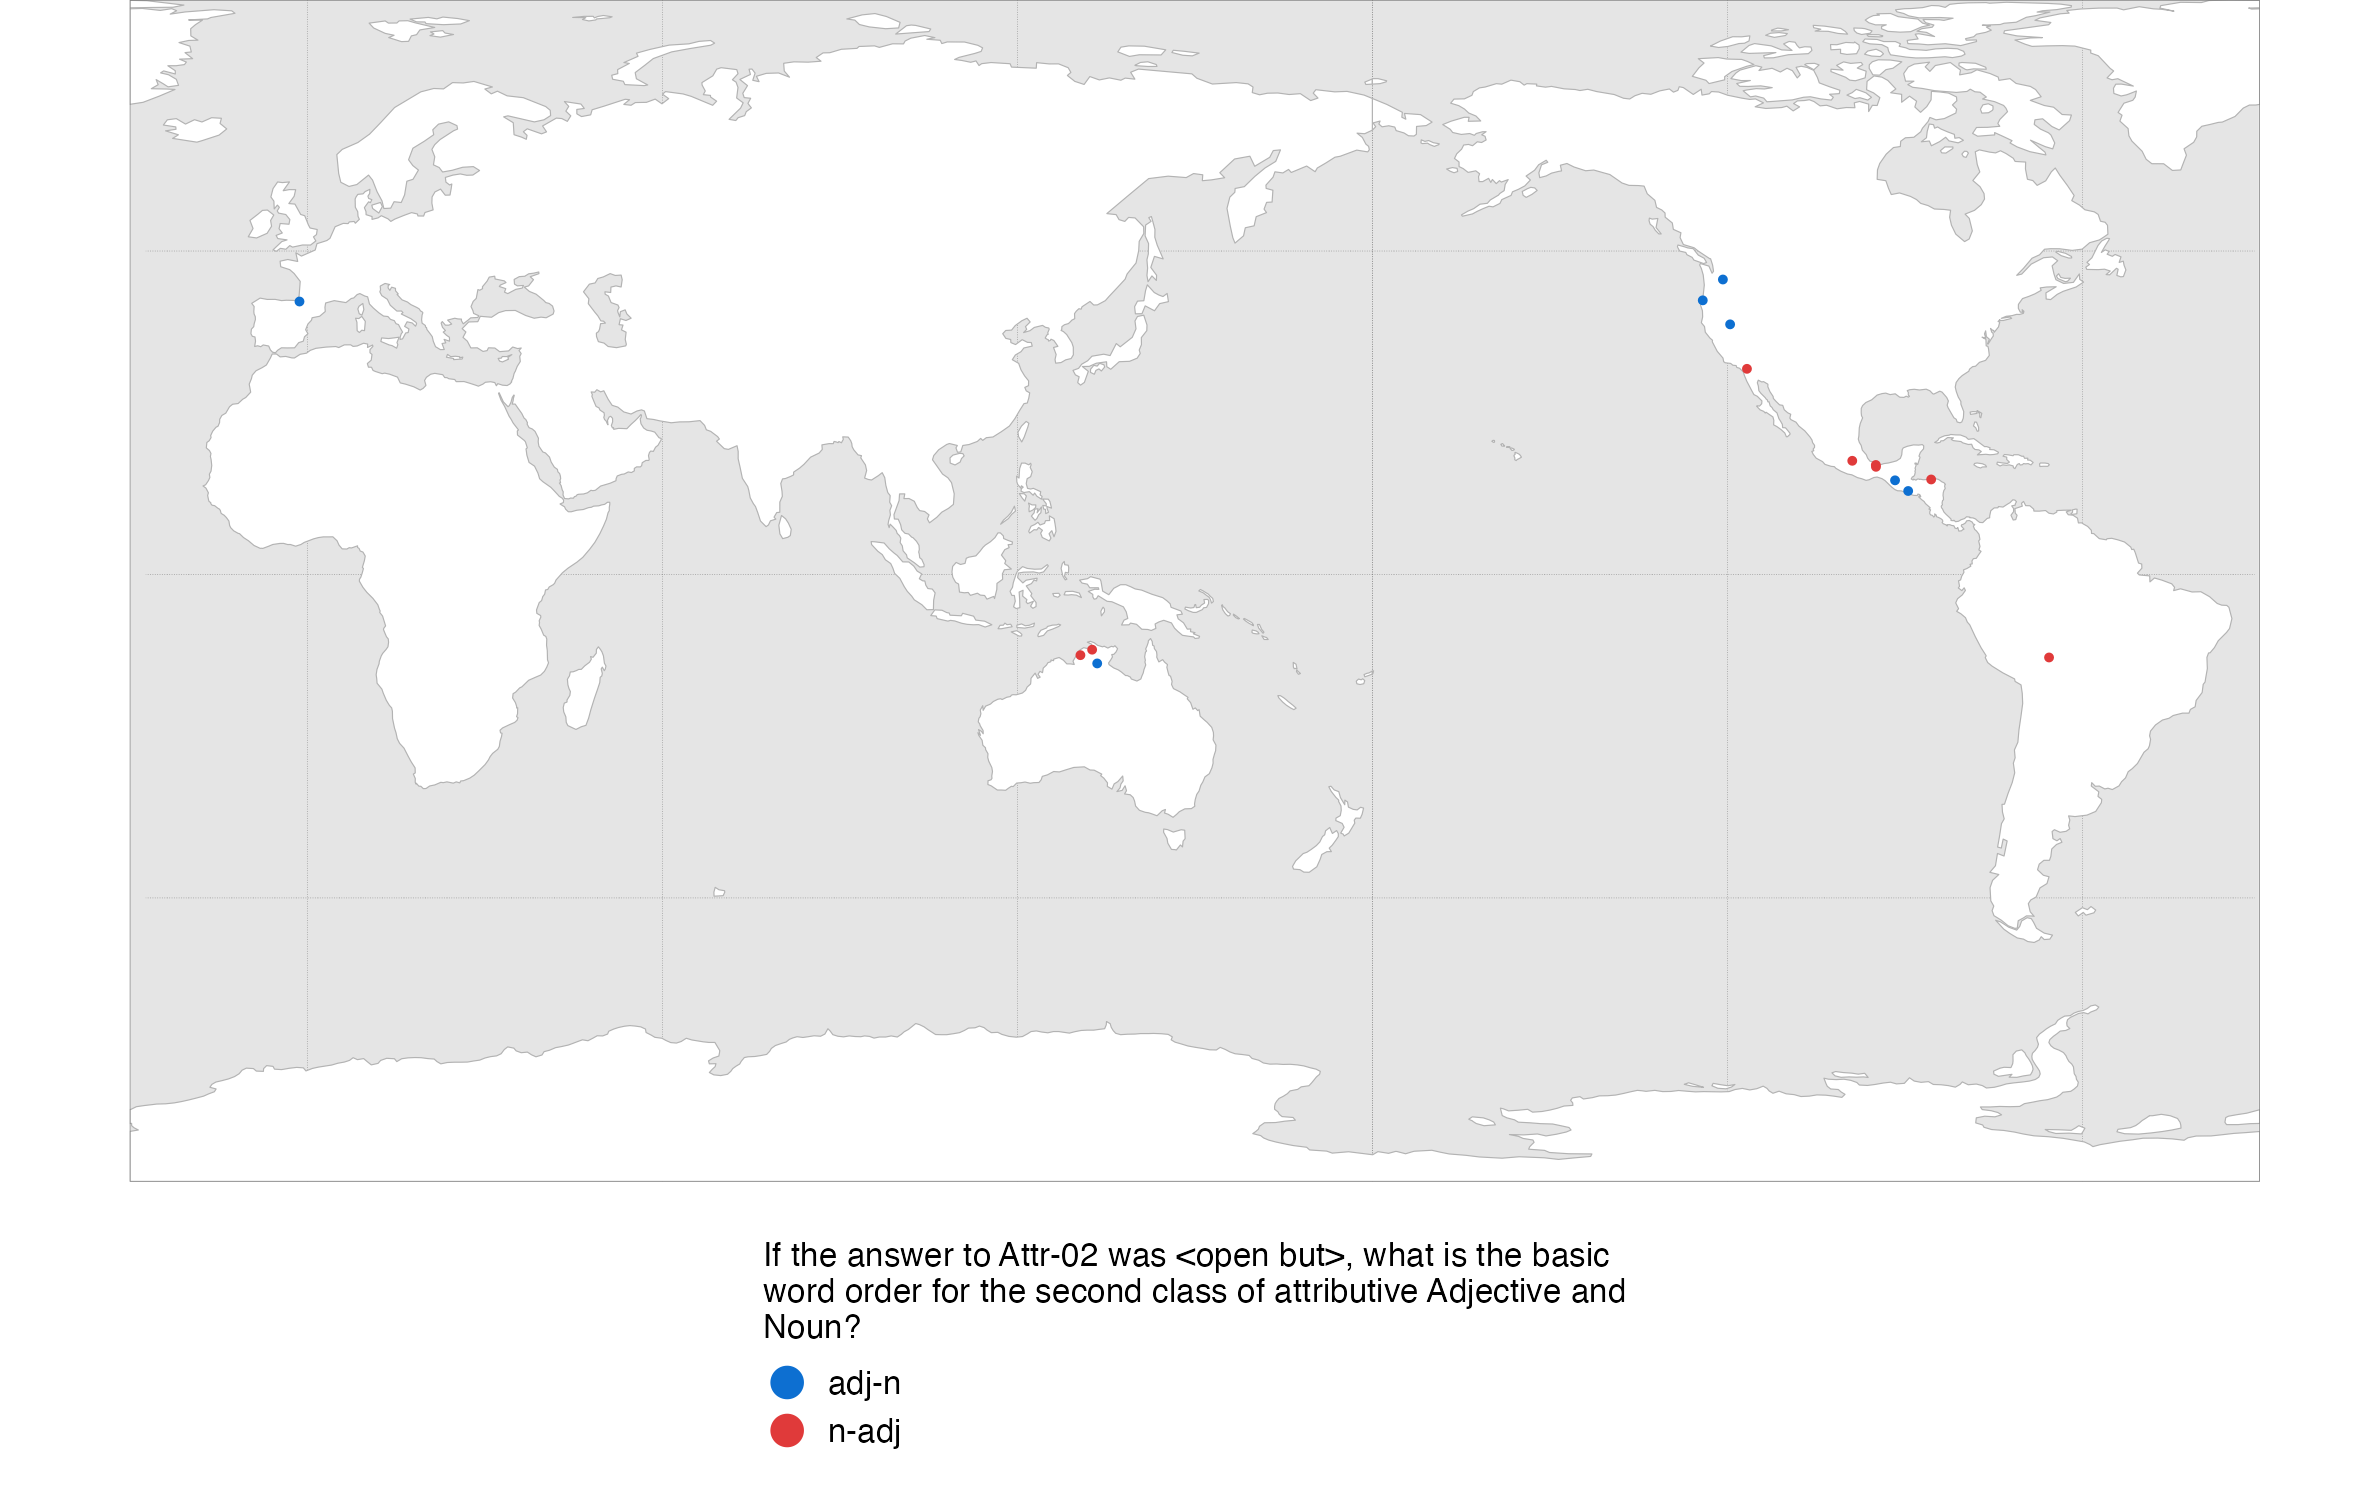 If the answer to Attr-02 was <open but>, what is the basic
word order for the second class of attributive Adjective and
Noun?
adj-n
n-adj